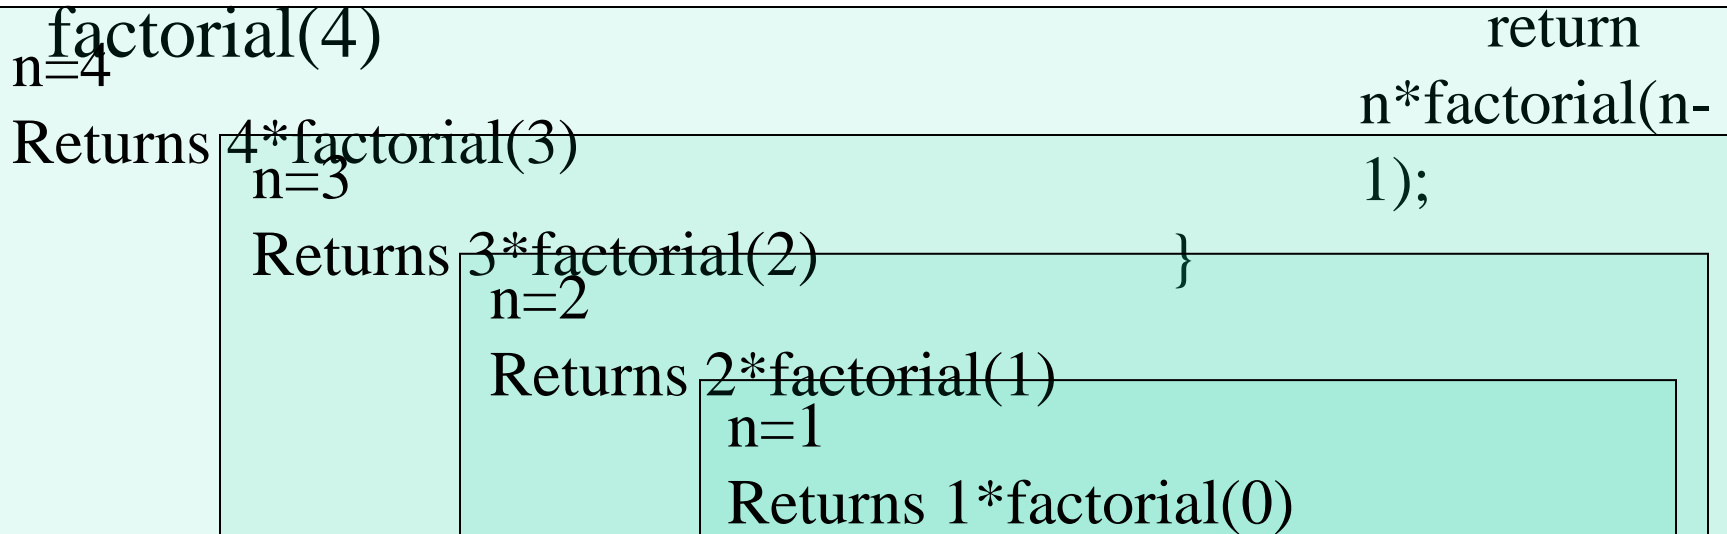 factorial(4)
n=4
Returns 4*factorial(3)
n=3
Returns 3*factorial(2)
n=2
Returns 2*factorial(1)
n=1
Returns 1*factorial(0)
return
n*factorial(n-
1);
}